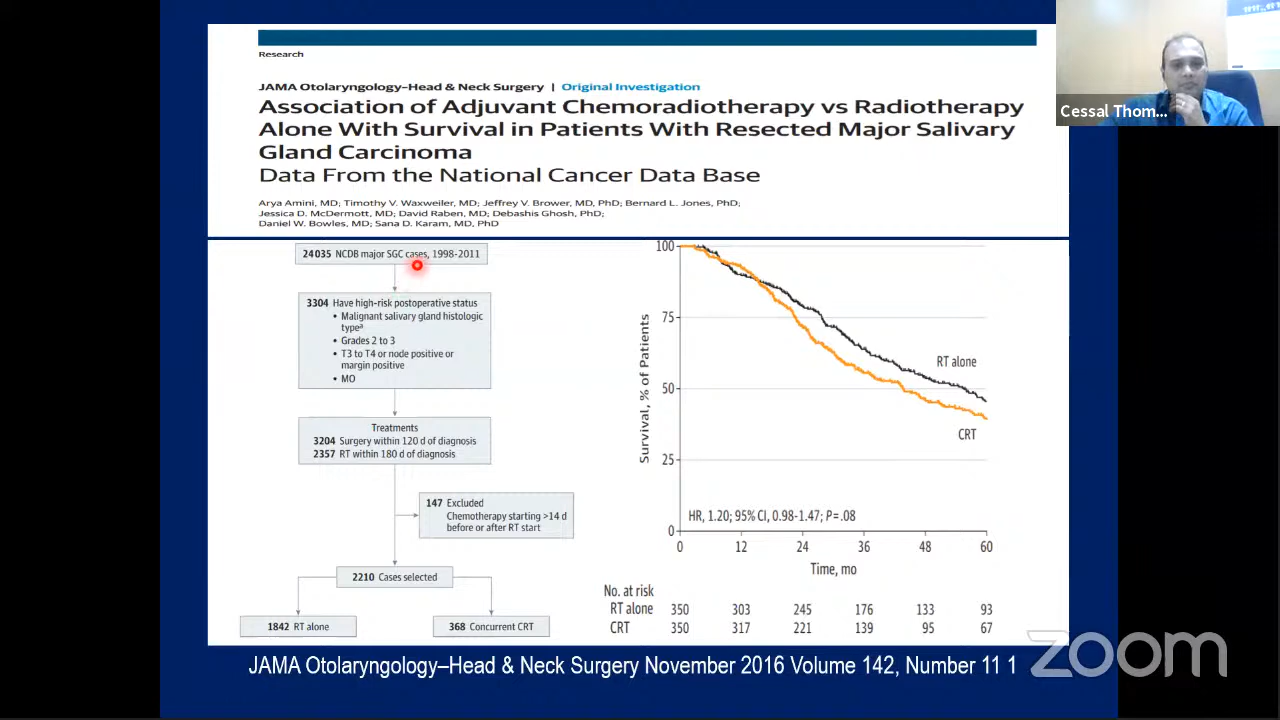 Research
JAMA Otolaryngology–Head & Neck Surgery | Original Investigation
Association of Adjuvant Chemoradiotherapy vs Radiotherapy
Alone With Survival in Patients With Resected Major Salivary
Gland Carcinoma
Data From the National Cancer Data Base
Arya Amini, MD; Timothy V. Waxweiler, MD; Jeffrey V. Brower, MD, PhD; Bernard L. Jones, PhD;
Jessica D. McDermott, MD; David Raben, MD; Debashis Ghosh, PhD;
Daniel W. Bowles, MD; Sana D. Karam, MD, PhD
Cessal Thom...
24035 NCDB major SGC cases, 1998-2011
3304 Have high-risk postoperative status
• Malignant salivary gland histologic
typeª
• Grades 2 to 3
• T3 to T4 or node positive or
margin positive
• MO
Treatments
3204 Surgery within 120 d of diagnosis
2357 RT within 180 d of diagnosis
147 Excluded
Chemotherapy starting >14 d
before or after RT start
2210 Cases selected
1842 RT alone
368 Concurrent CRT
Survival, % of Patients
100
75
50
25
0
RT alone
CRT
HR, 1.20; 95% CI, 0.98-1.47; P=.08
0 12 24 36 48 60
Time, mo
No. at risk
RT alone 350 303 245 176 133 93
CRT 350 317 221 139 95 67
JAMA Otolaryngology–Head & Neck Surgery November 2016 Volume 142, Number 11 1
zoom